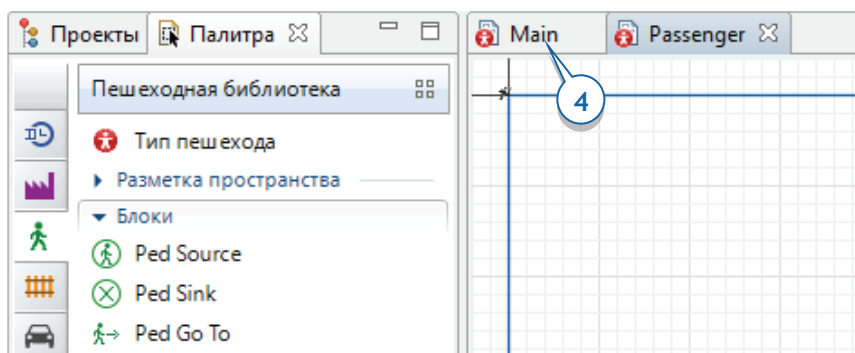 Проекты Палитра Main Passenger
4
Пешеходная библиотека
Тип пешехода
Разметка пространства
Блоки
Ped Source
Ped Sink
Ped Go To